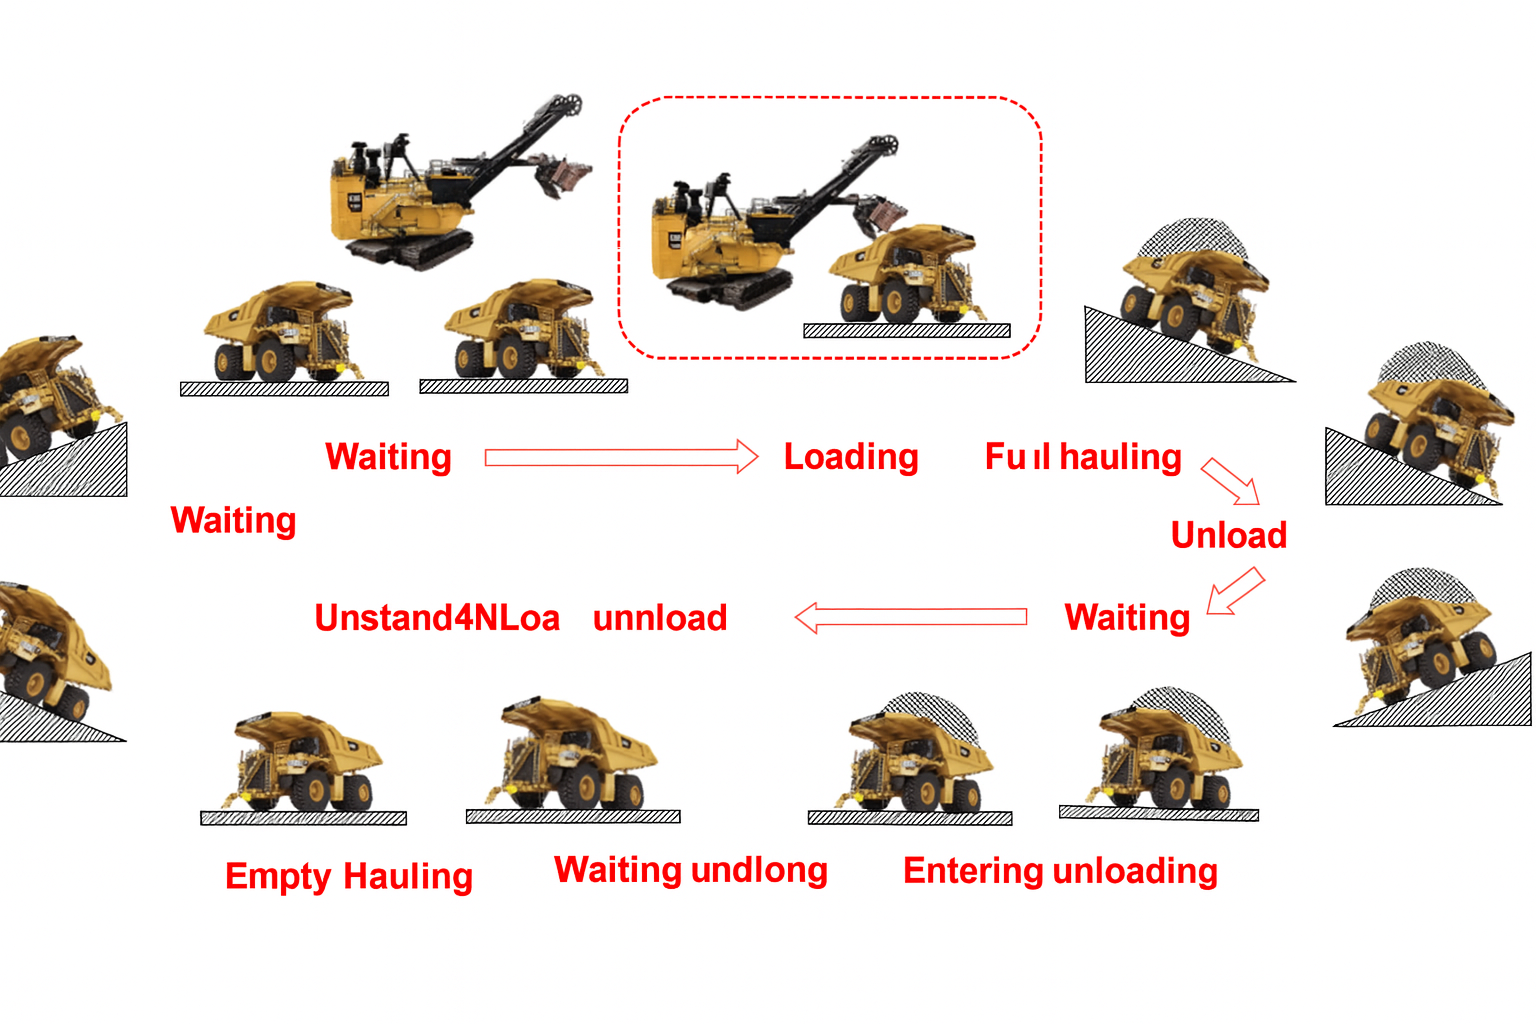 Waiting
Loading
Fu ıl hauling
Waiting
Unload
Unstand4NLoa unnload
Waiting
Empty Hauling
Waiting undlong
Entering unloading